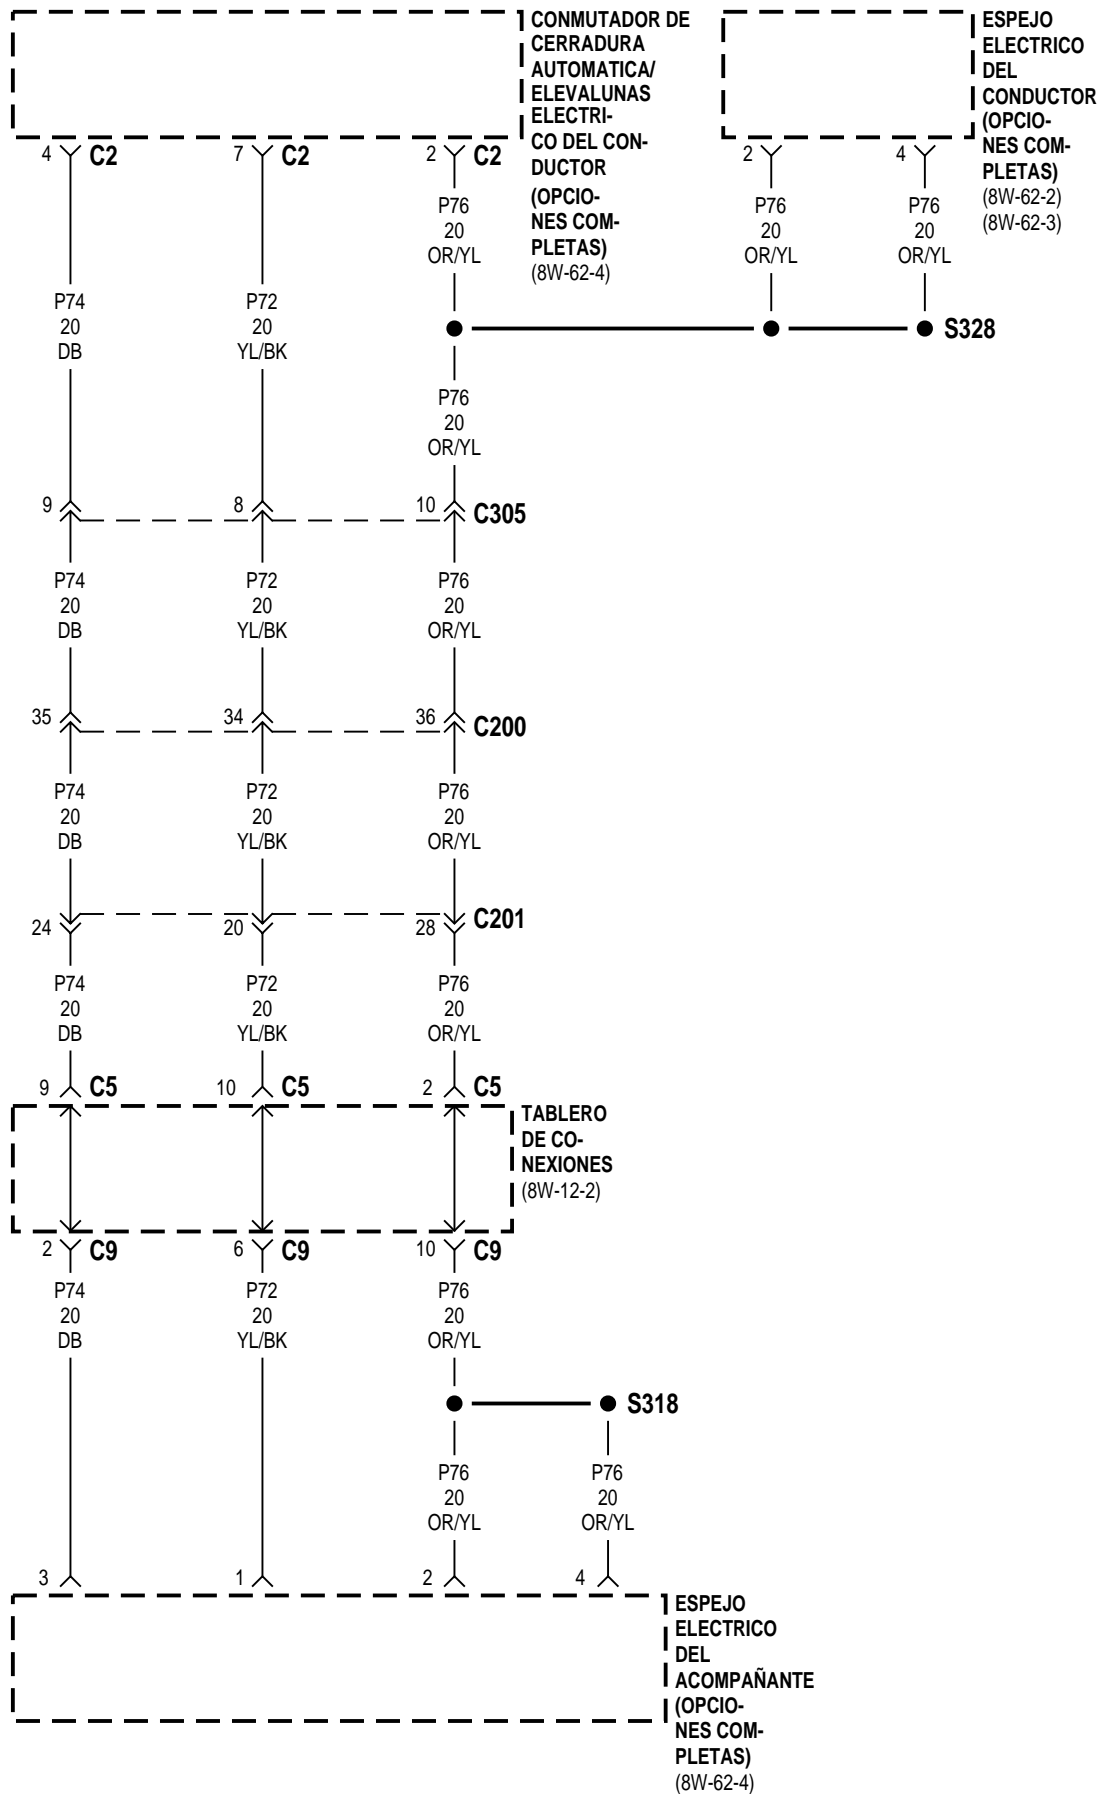 CONMUTADOR DE
CERRADURA
AUTOMATICA/
ELEVALUNAS
ELECTRI-
CO DEL CON-
DUCTOR
(OPCIO-
NES COM-
PLETAS)
(8W-62-4)
ESPEJO
ELECTRICO
DEL
CONDUCTOR
(OPCIO-
NES COM-
PLETAS)
(8W-62-2)
(8W-62-3)
4 C2 7 C2 2 C2 2 4
P76 P76 P76
20 20 20
OR/YL OR/YL OR/YL
P74 P72
20 20
DB YL/BK
S328
P76
20
OR/YL
9 8 10 C305
P74 P72 P76
20 20 20
DB YL/BK OR/YL
35 34 36 C200
P74 P72 P76
20 20 20
DB YL/BK OR/YL
24 20 28 C201
P74 P72 P76
20 20 20
DB YL/BK OR/YL
9 C5 10 C5 2 C5
TABLERO
DE CO-
NEXIONES
(8W-12-2)
2 C9 6 C9 10 C9
P74 P72 P76
20 20 20
DB YL/BK OR/YL
S318
P76 P76
20 20
OR/YL OR/YL
3 1 2 4
ESPEJO
ELECTRICO
DEL
ACOMPAÑANTE
(OPCIO-
NES COM-
PLETAS)
(8W-62-4)